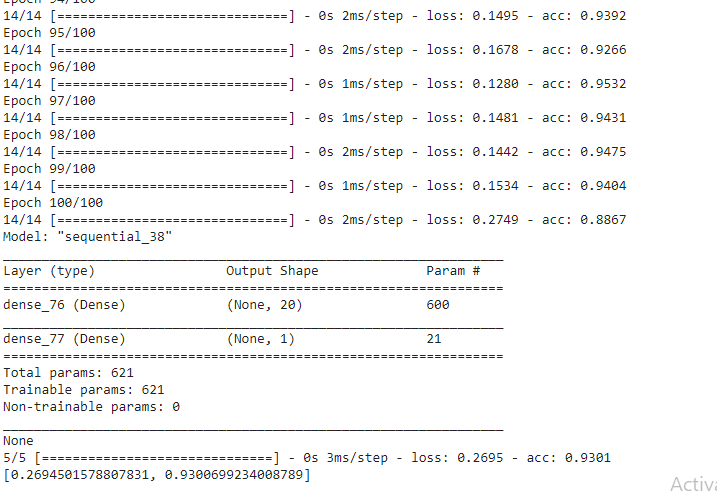 Epoch 94/100
14/14 [==============================] - 0s 2ms/step - loss: 0.1495 - acc: 0.9392
Epoch 95/100
14/14 [==============================] - 0s 2ms/step - loss: 0.1678 - acc: 0.9266
Epoch 96/100
14/14 [==============================] - 0s 1ms/step - loss: 0.1280 - acc: 0.9532
Epoch 97/100
14/14 [==============================] - 0s 1ms/step - loss: 0.1481 - acc: 0.9431
Epoch 98/100
14/14 [==============================] - 0s 2ms/step - loss: 0.1442 - acc: 0.9475
Epoch 99/100
14/14 [==============================] - 0s 1ms/step - loss: 0.1534 - acc: 0.9404
Epoch 100/100
14/14 [==============================] - 0s 2ms/step - loss: 0.2749 - acc: 0.8867
Model: "sequential_38"
_________________________________________________________________
Layer (type)                 Output Shape              Param #
=================================================================
dense_76 (Dense)             (None, 20)                600
_________________________________________________________________
dense_77 (Dense)             (None, 1)                 21
=================================================================
Total params: 621
Trainable params: 621
Non-trainable params: 0
_________________________________________________________________
None
5/5 [==============================] - 0s 3ms/step - loss: 0.2695 - acc: 0.9301
[0.2694501578807831, 0.9300699234008789]
Activa